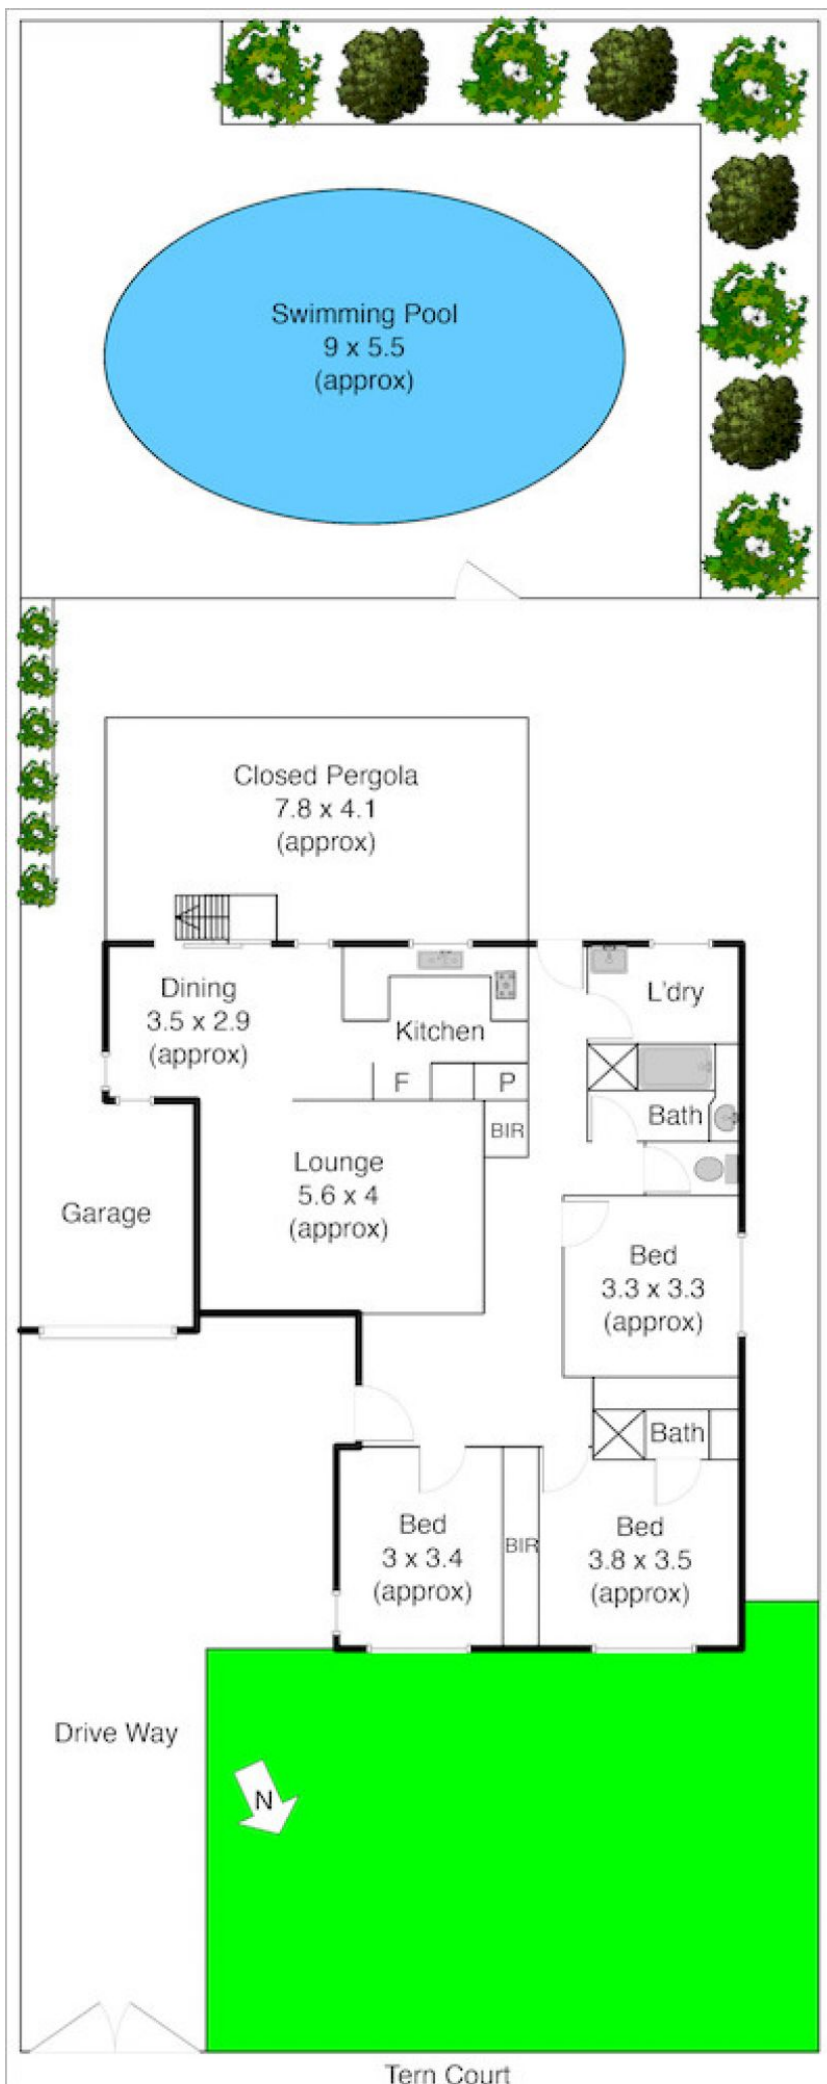 Swimming Pool
9 x 5.5
(approx)
Closed Pergola
7.8 x 4.1
(approx)
Dining
3.5 x 2.9
(approx)
Kitchen
L'dry
F
P
Bath
BIR
Lounge
5.6 x 4
(approx)
Garage
Bed
3.3 x 3.3
(approx)
Bath
Bed
3 x 3.4
(approx)
BIR
Bed
3.8 x 3.5
(approx)
Drive Way
N
Tern Court